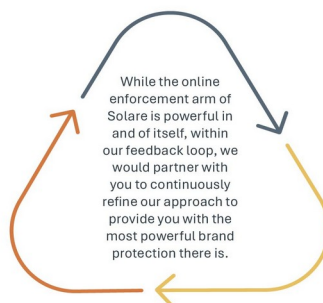 While the online
enforcement arm of
Solare is powerful in
and of itself, within
our feedback loop, we
would partner with
you to continuously
refine our approach to
provide you with the
most powerful brand
protection there is.